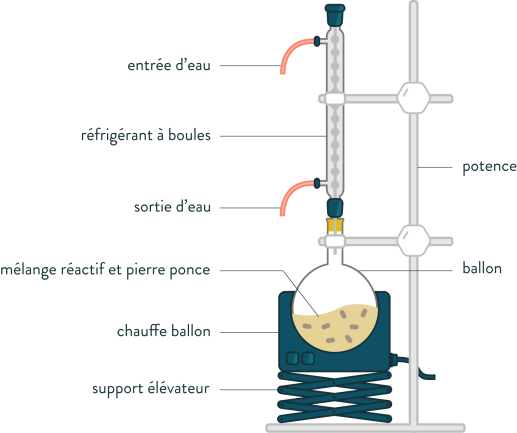 entrée d'eau
réfrigérant à boules
potence
sortie d'eau
mélange réactif et pierre ponce
ballon
chauffe ballon
support élévateur